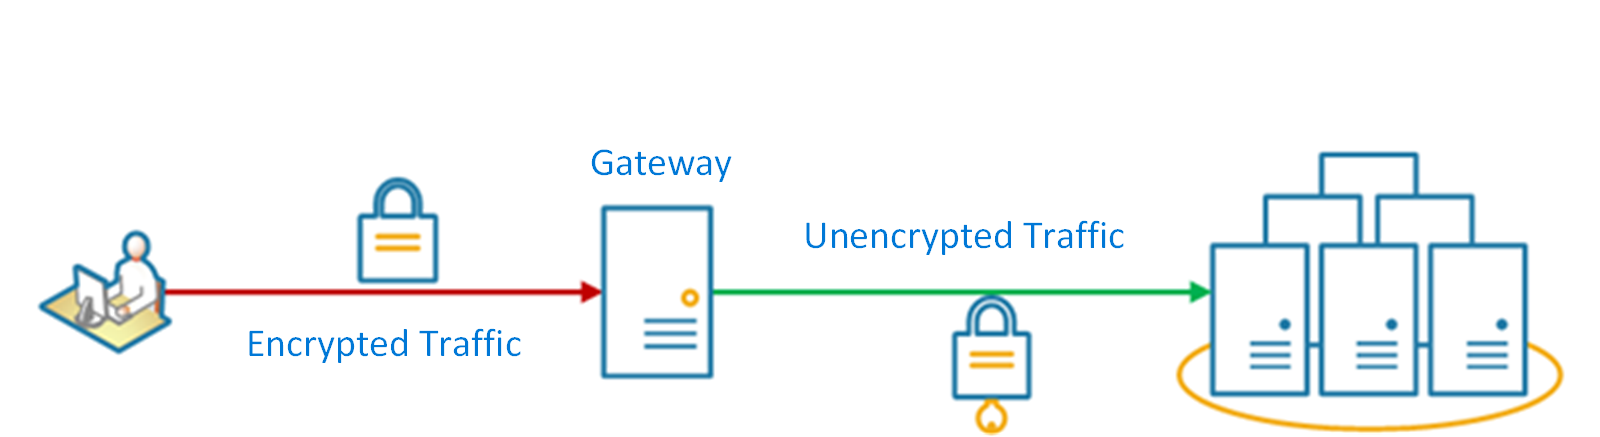 Gateway
Unencrypted Traffic
Encrypted Traffic